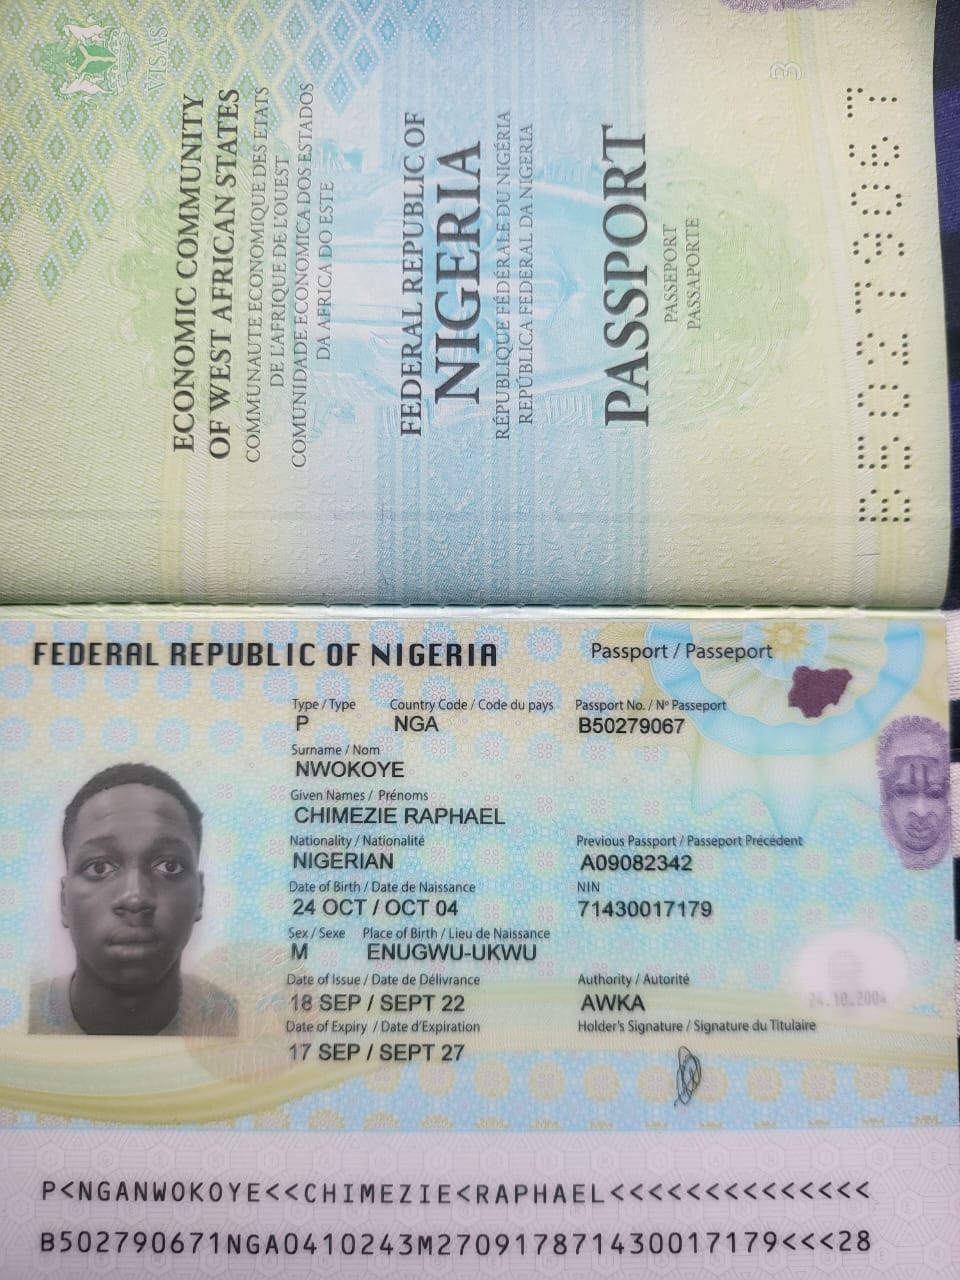 VISAS
3
ECONOMIC COMMUNITY
OF WEST AFRICAN STATES
COMMUNAUTE ECONOMIQUE DES ETATS
DE L'AFRIQUE DE L'OUEST
COMUNIDADE ECONOMICA DOS ESTADOS
DA AFRICA DO ESTE
FEDERAL REPUBLIC OF
NIGERIA
RÉPUBLIQUE FÉDÉRALE DU NIGÉRIA
REPÚBLICA FEDERAL DA NIGERIA
PASSPORT
PASSEPORT
PASSAPORTE
B50279067
FEDERAL REPUBLIC OF NIGERIA
Passport / Passeport
Type / Type Country Code / Code du pays Passport No. / Nº Passeport
P NGA B50279067
Surname / Nom
NWOKOYE
Given Names / Prénoms
CHIMEZIE RAPHAEL
Nationality / Nationalité Previous Passport / Passeport Précédent
NIGERIAN A09082342
Date of Birth / Date de Naissance NIN
24 OCT / OCT 04 71430017179
Sex / Sexe Place of Birth / Lieu de Naissance
M ENUGWU-UKWU
Date of Issue / Date de Délivrance Authority / Autorité
18 SEP / SEPT 22 AWKA
Date of Expiry / Date d'Expiration Holder's Signature / Signature du Titulaire
17 SEP / SEPT 27
24.10.2004
P<NGANWOKOYE<<CHIMEZIE<RAPHAEL<<<<<<<<<<<<<<
B502790671NGA0410243M270917871430017179<<<28